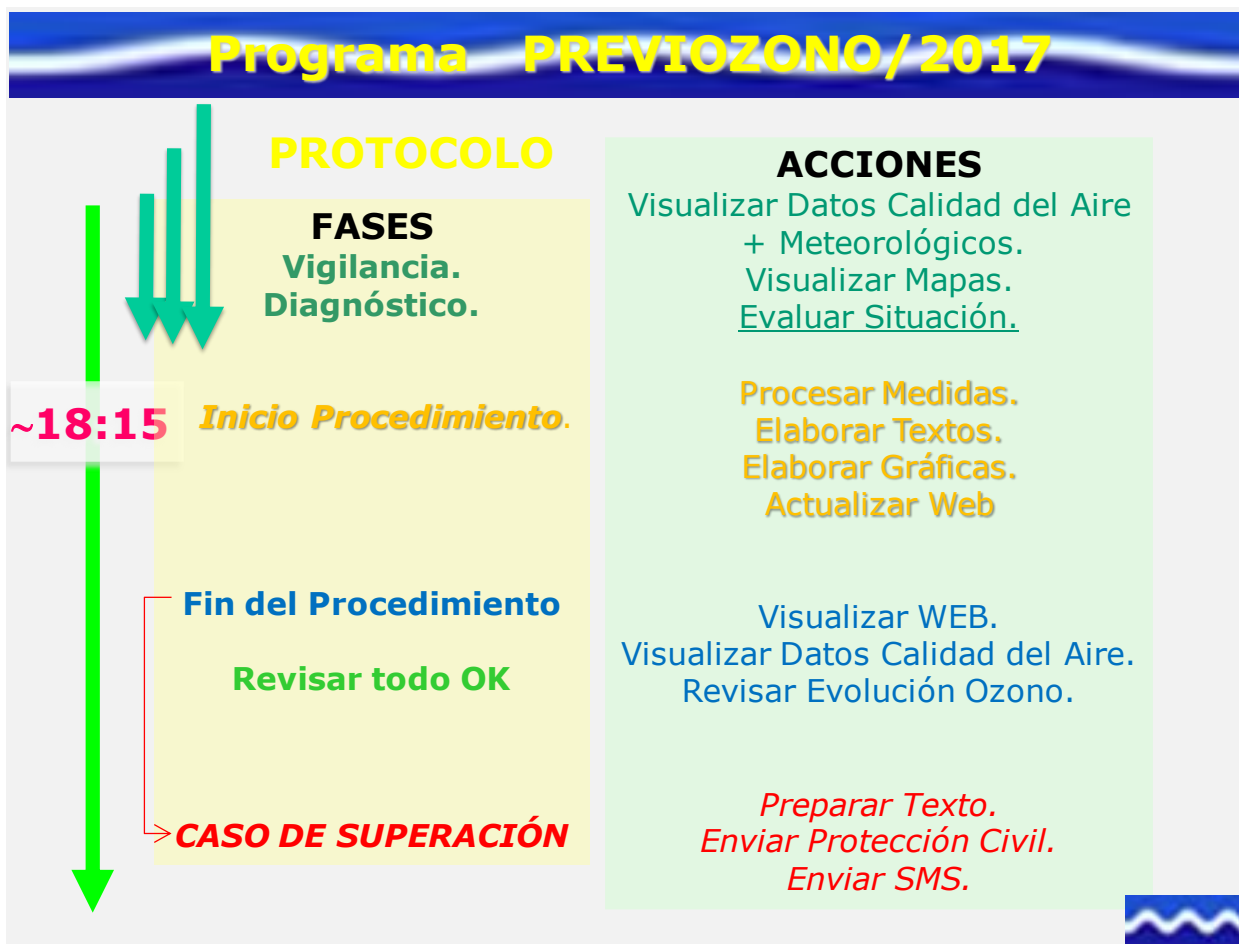 Programa PREVIOZONO/2017
PROTOCOLO
FASES
Vigilancia.
Diagnóstico.
~18:15
Inicio Procedimiento.
Fin del Procedimiento
Revisar todo OK
CASO DE SUPERACIÓN
ACCIONES
Visualizar Datos Calidad del Aire
+ Meteorológicos.
Visualizar Mapas.
Evaluar Situación.
Procesar Medidas.
Elaborar Textos.
Elaborar Gráficas.
Actualizar Web
Visualizar WEB.
Visualizar Datos Calidad del Aire.
Revisar Evolución Ozono.
Preparar Texto.
Enviar Protección Civil.
Enviar SMS.